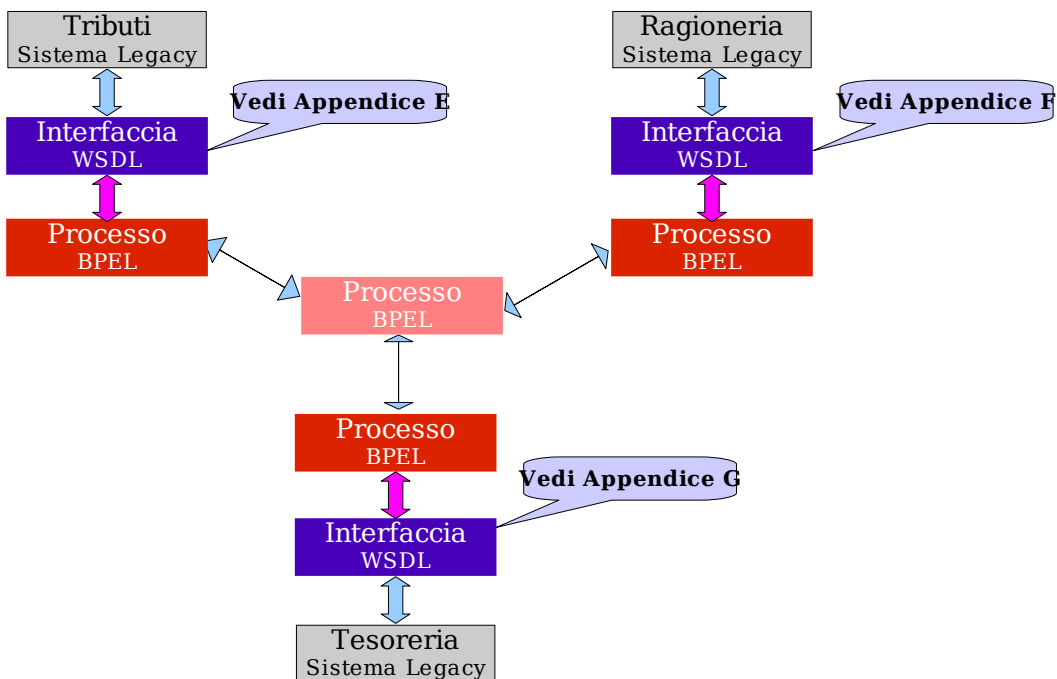 Tributi
Sistema Legacy
Ragioneria
Sistema Legacy
Vedi Appendice E
Vedi Appendice F
Interfaccia
WSDL
Interfaccia
WSDL
Processo
BPEL
Processo
BPEL
Processo
BPEL
Processo
BPEL
Vedi Appendice G
Interfaccia
WSDL
Tesoreria
Sistema Legacy